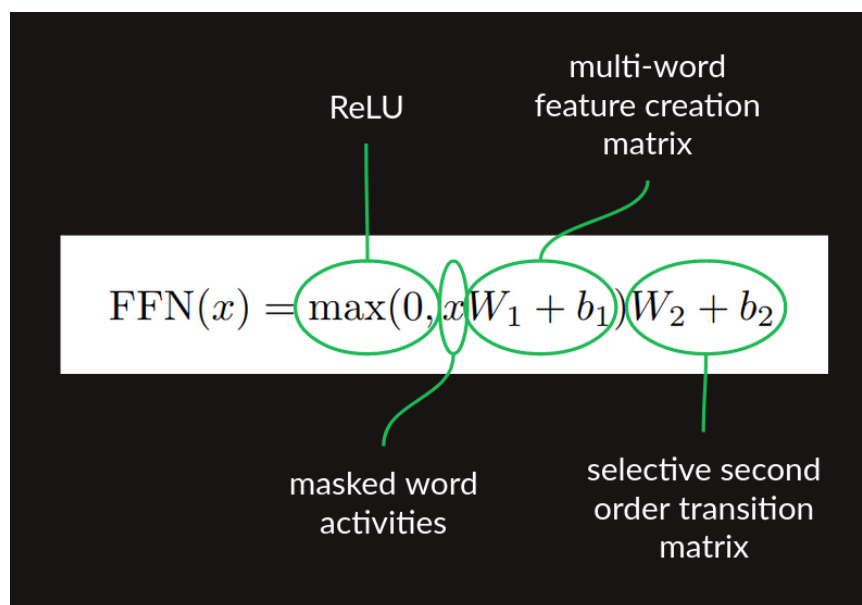 multi-word
feature creation
matrix
ReLU
FFN(x) = max(0, xW₁ + b₁)W₂ + b₂
masked word
activities
selective second
order transition
matrix